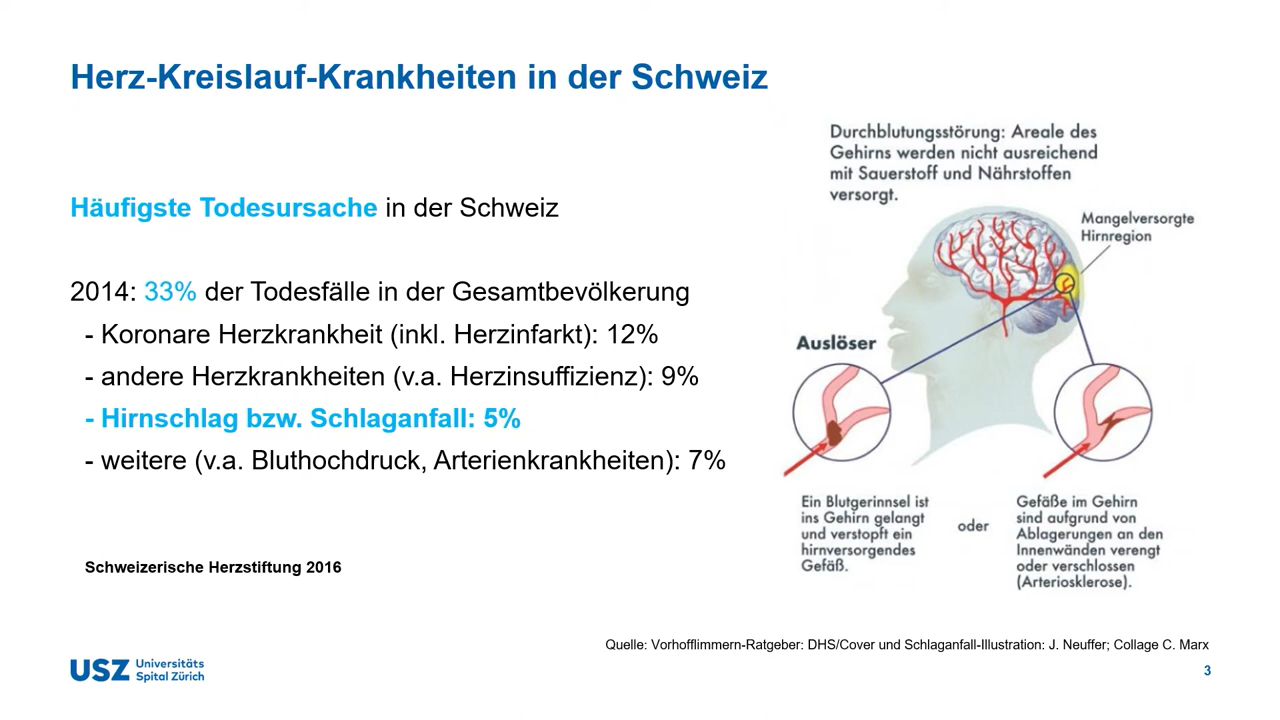 Herz-Kreislauf-Krankheiten in der Schweiz
Häufigste Todesursache in der Schweiz
2014: 33% der Todesfälle in der Gesamtbevölkerung
- Koronare Herzkrankheit (inkl. Herzinfarkt): 12%
- andere Herzkrankheiten (v.a. Herzinsuffizienz): 9%
- Hirnschlag bzw. Schlaganfall: 5%
- weitere (v.a. Bluthochdruck, Arterienkrankheiten): 7%
Schweizerische Herzstiftung 2016
Durchblutungsstörung: Areale des
Gehirns werden nicht ausreichend
mit Sauerstoff und Nährstoffen
versorgt.
Mangelversorgte
Hirnregion
Auslöser
Ein Blutgerinnsel ist
ins Gehirn gelangt
und verstopft ein
hirnversorgendes
Gefäß.
oder
Gefäße im Gehirn
sind aufgrund von
Ablagerungen an den
Innenwänden verengt
oder verschlossen
(Arteriosklerose).
Quelle: Vorhofflimmern-Ratgeber: DHS/Cover und Schlaganfall-Illustration: J. Neuffer; Collage C. Marx
USZ Universitäts
Spital Zürich
3